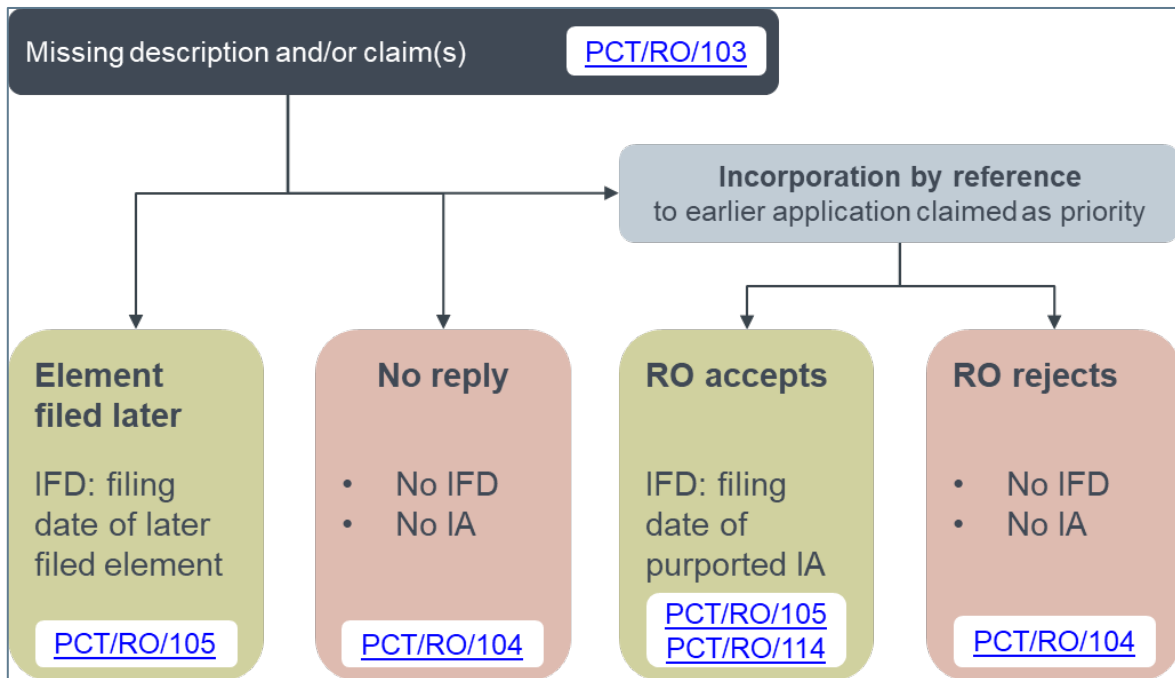 Missing description and/or claim(s)
PCT/RO/103
Incorporation by reference
to earlier application claimed as priority
Element
filed later
IFD: filing
date of later
filed element
PCT/RO/105
No reply
• No IFD
• No IA
PCT/RO/104
RO accepts
IFD: filing
date of
purported IA
PCT/RO/105
PCT/RO/114
RO rejects
• No IFD
• No IA
PCT/RO/104